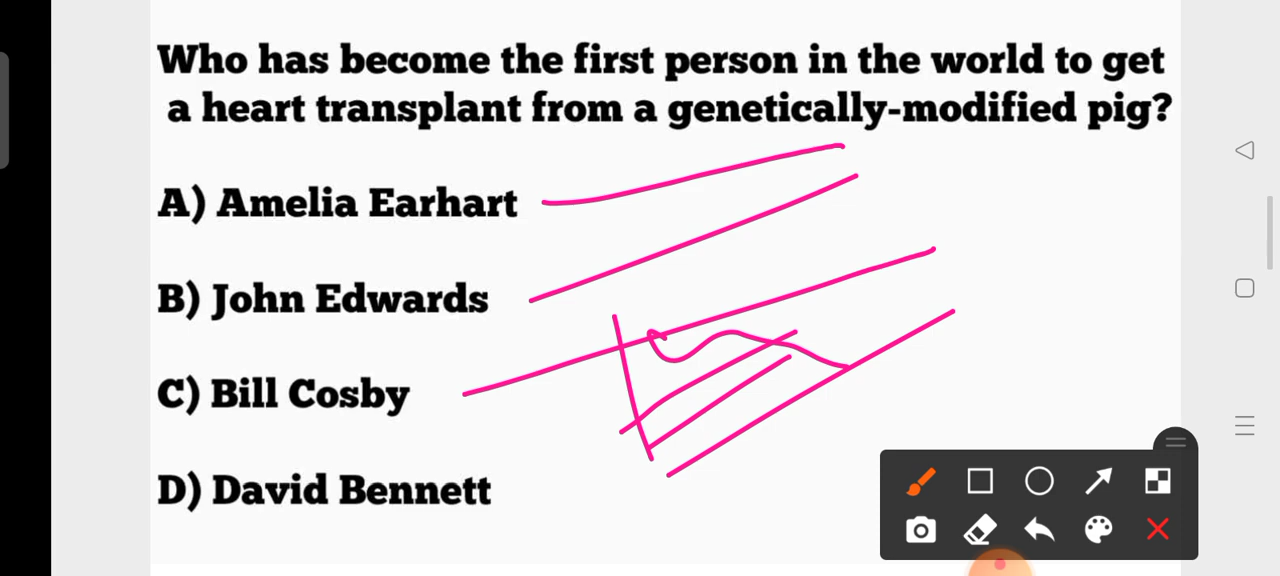 Who has become the first person in the world to get
a heart transplant from a genetically-modified pig?
A) Amelia Earhart
B) John Edwards
C) Bill Cosby
D) David Bennett